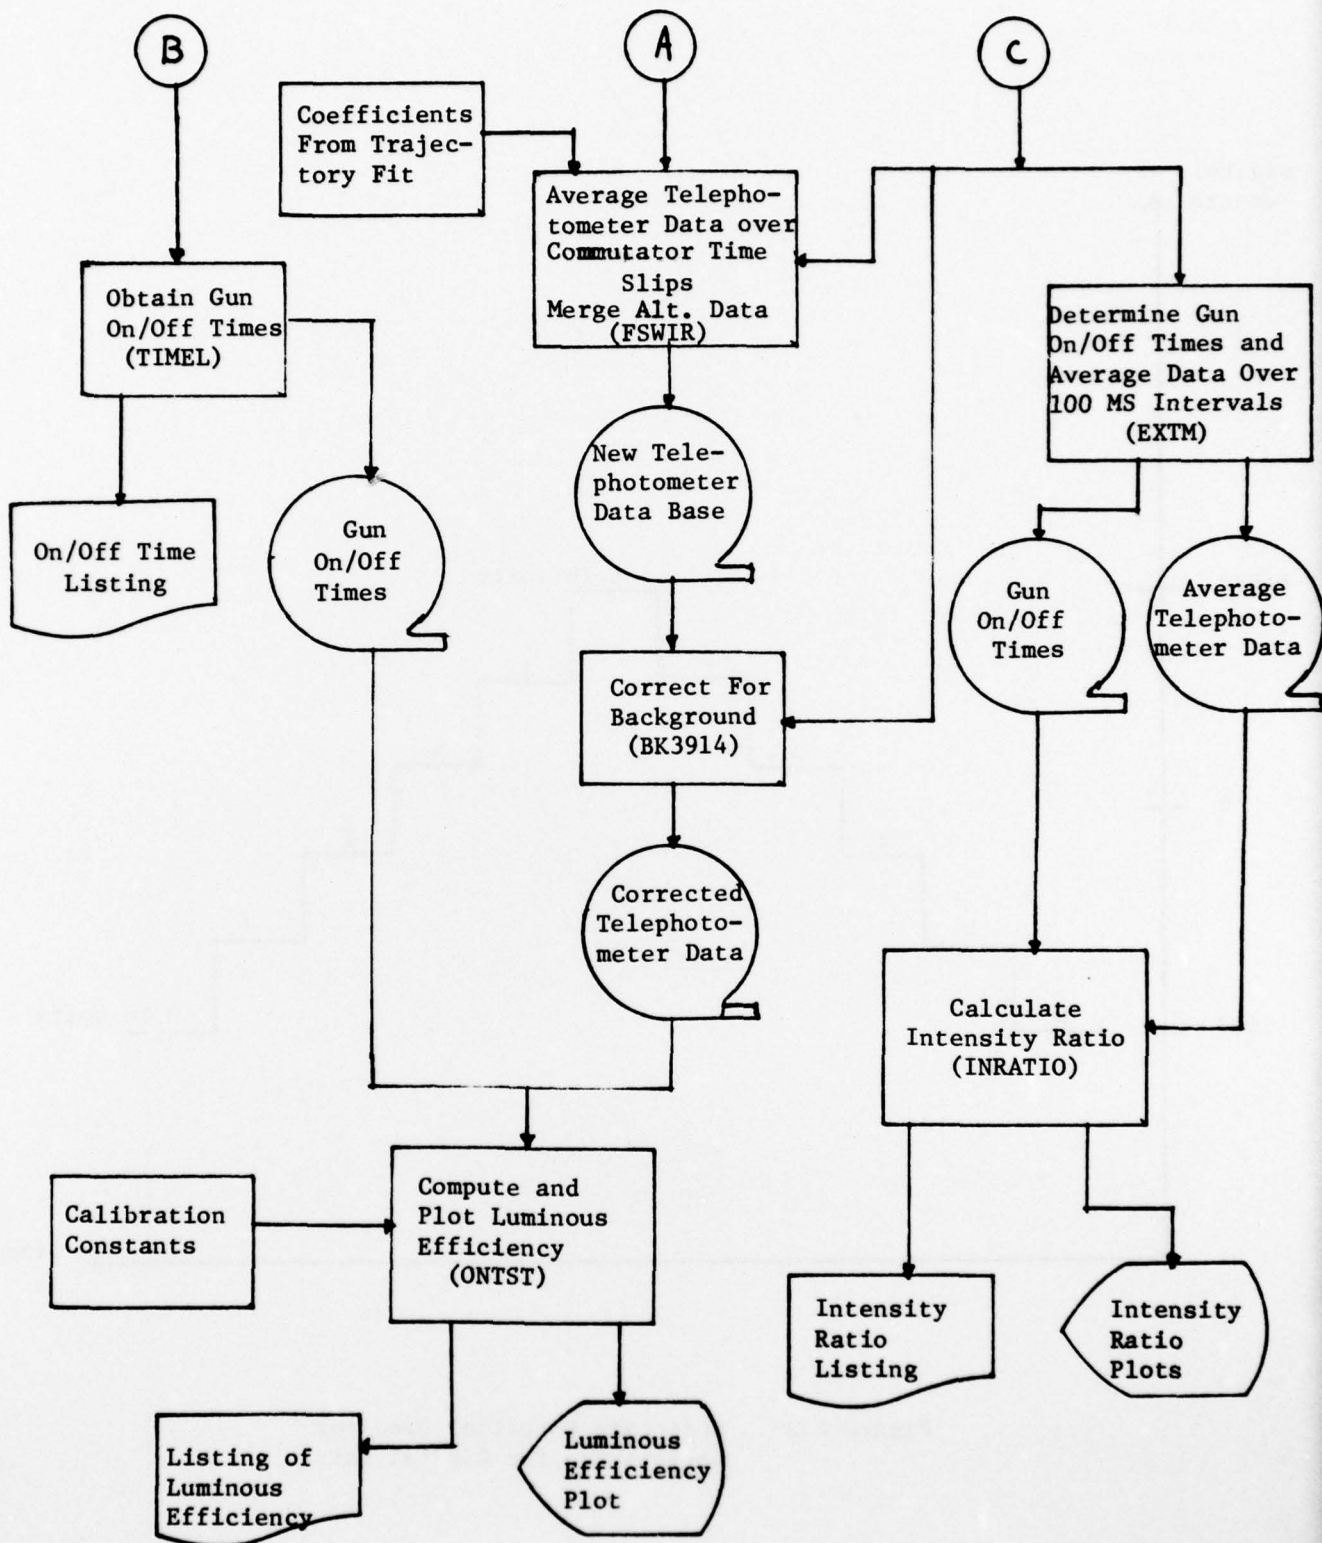 B
A
C
Coefficients
From Trajec-
tory Fit
Average Telepho-
tometer Data over
Commutator Time
Slips
Merge Alt. Data
(FSWIR)
Obtain Gun
On/Off Times
(TIMEL)
Determine Gun
On/Off Times and
Average Data Over
100 MS Intervals
(EXTM)
On/Off Time
Listing
Gun
On/Off
Times
New Tele-
photometer
Data Base
Gun
On/Off
Times
Average
Telephoto-
meter Data
Correct For
Background
(BK3914)
Corrected
Telephoto-
meter Data
Calculate
Intensity Ratio
(INRATIO)
Calibration
Constants
Compute and
Plot Luminous
Efficiency
(ONTST)
Intensity
Ratio
Listing
Intensity
Ratio
Plots
Listing of
Luminous
Efficiency
Luminous
Efficiency
Plot